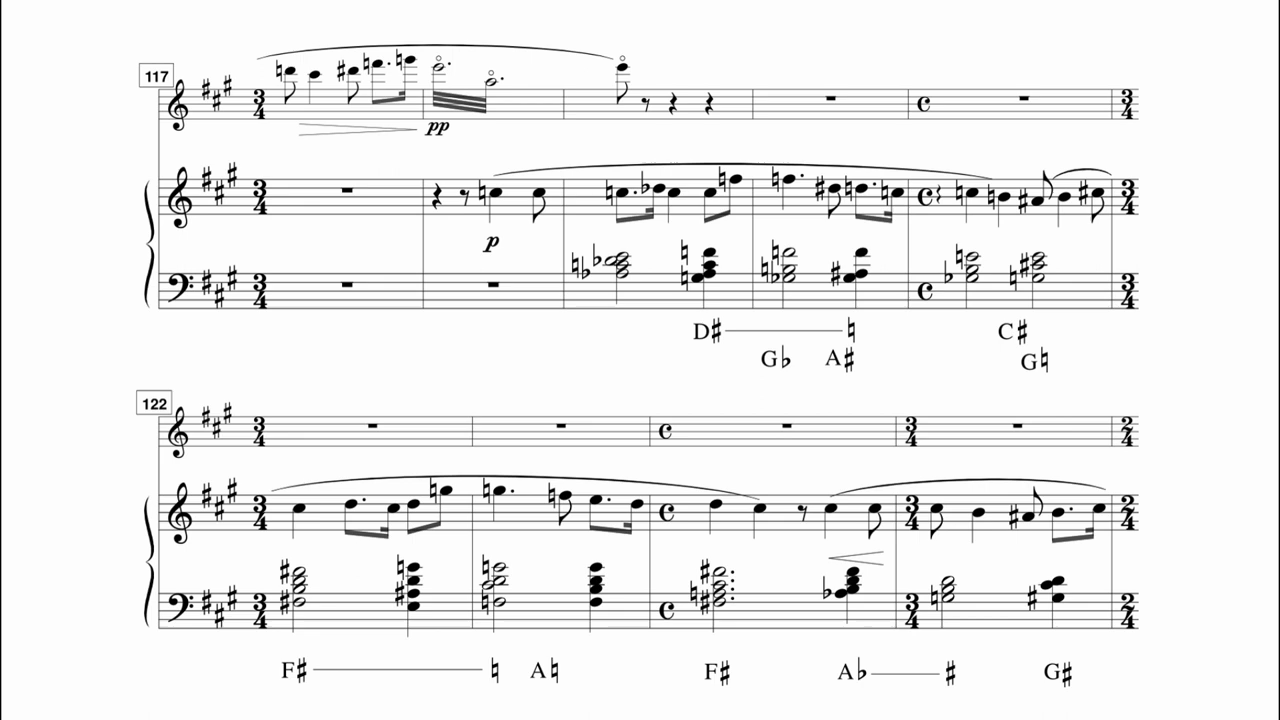 117
pp
p
D♯ ♮
G♭ A♯
C♯
G♮
122
F♯ ♮ A♮ F♯ A♭ ♯ G♯